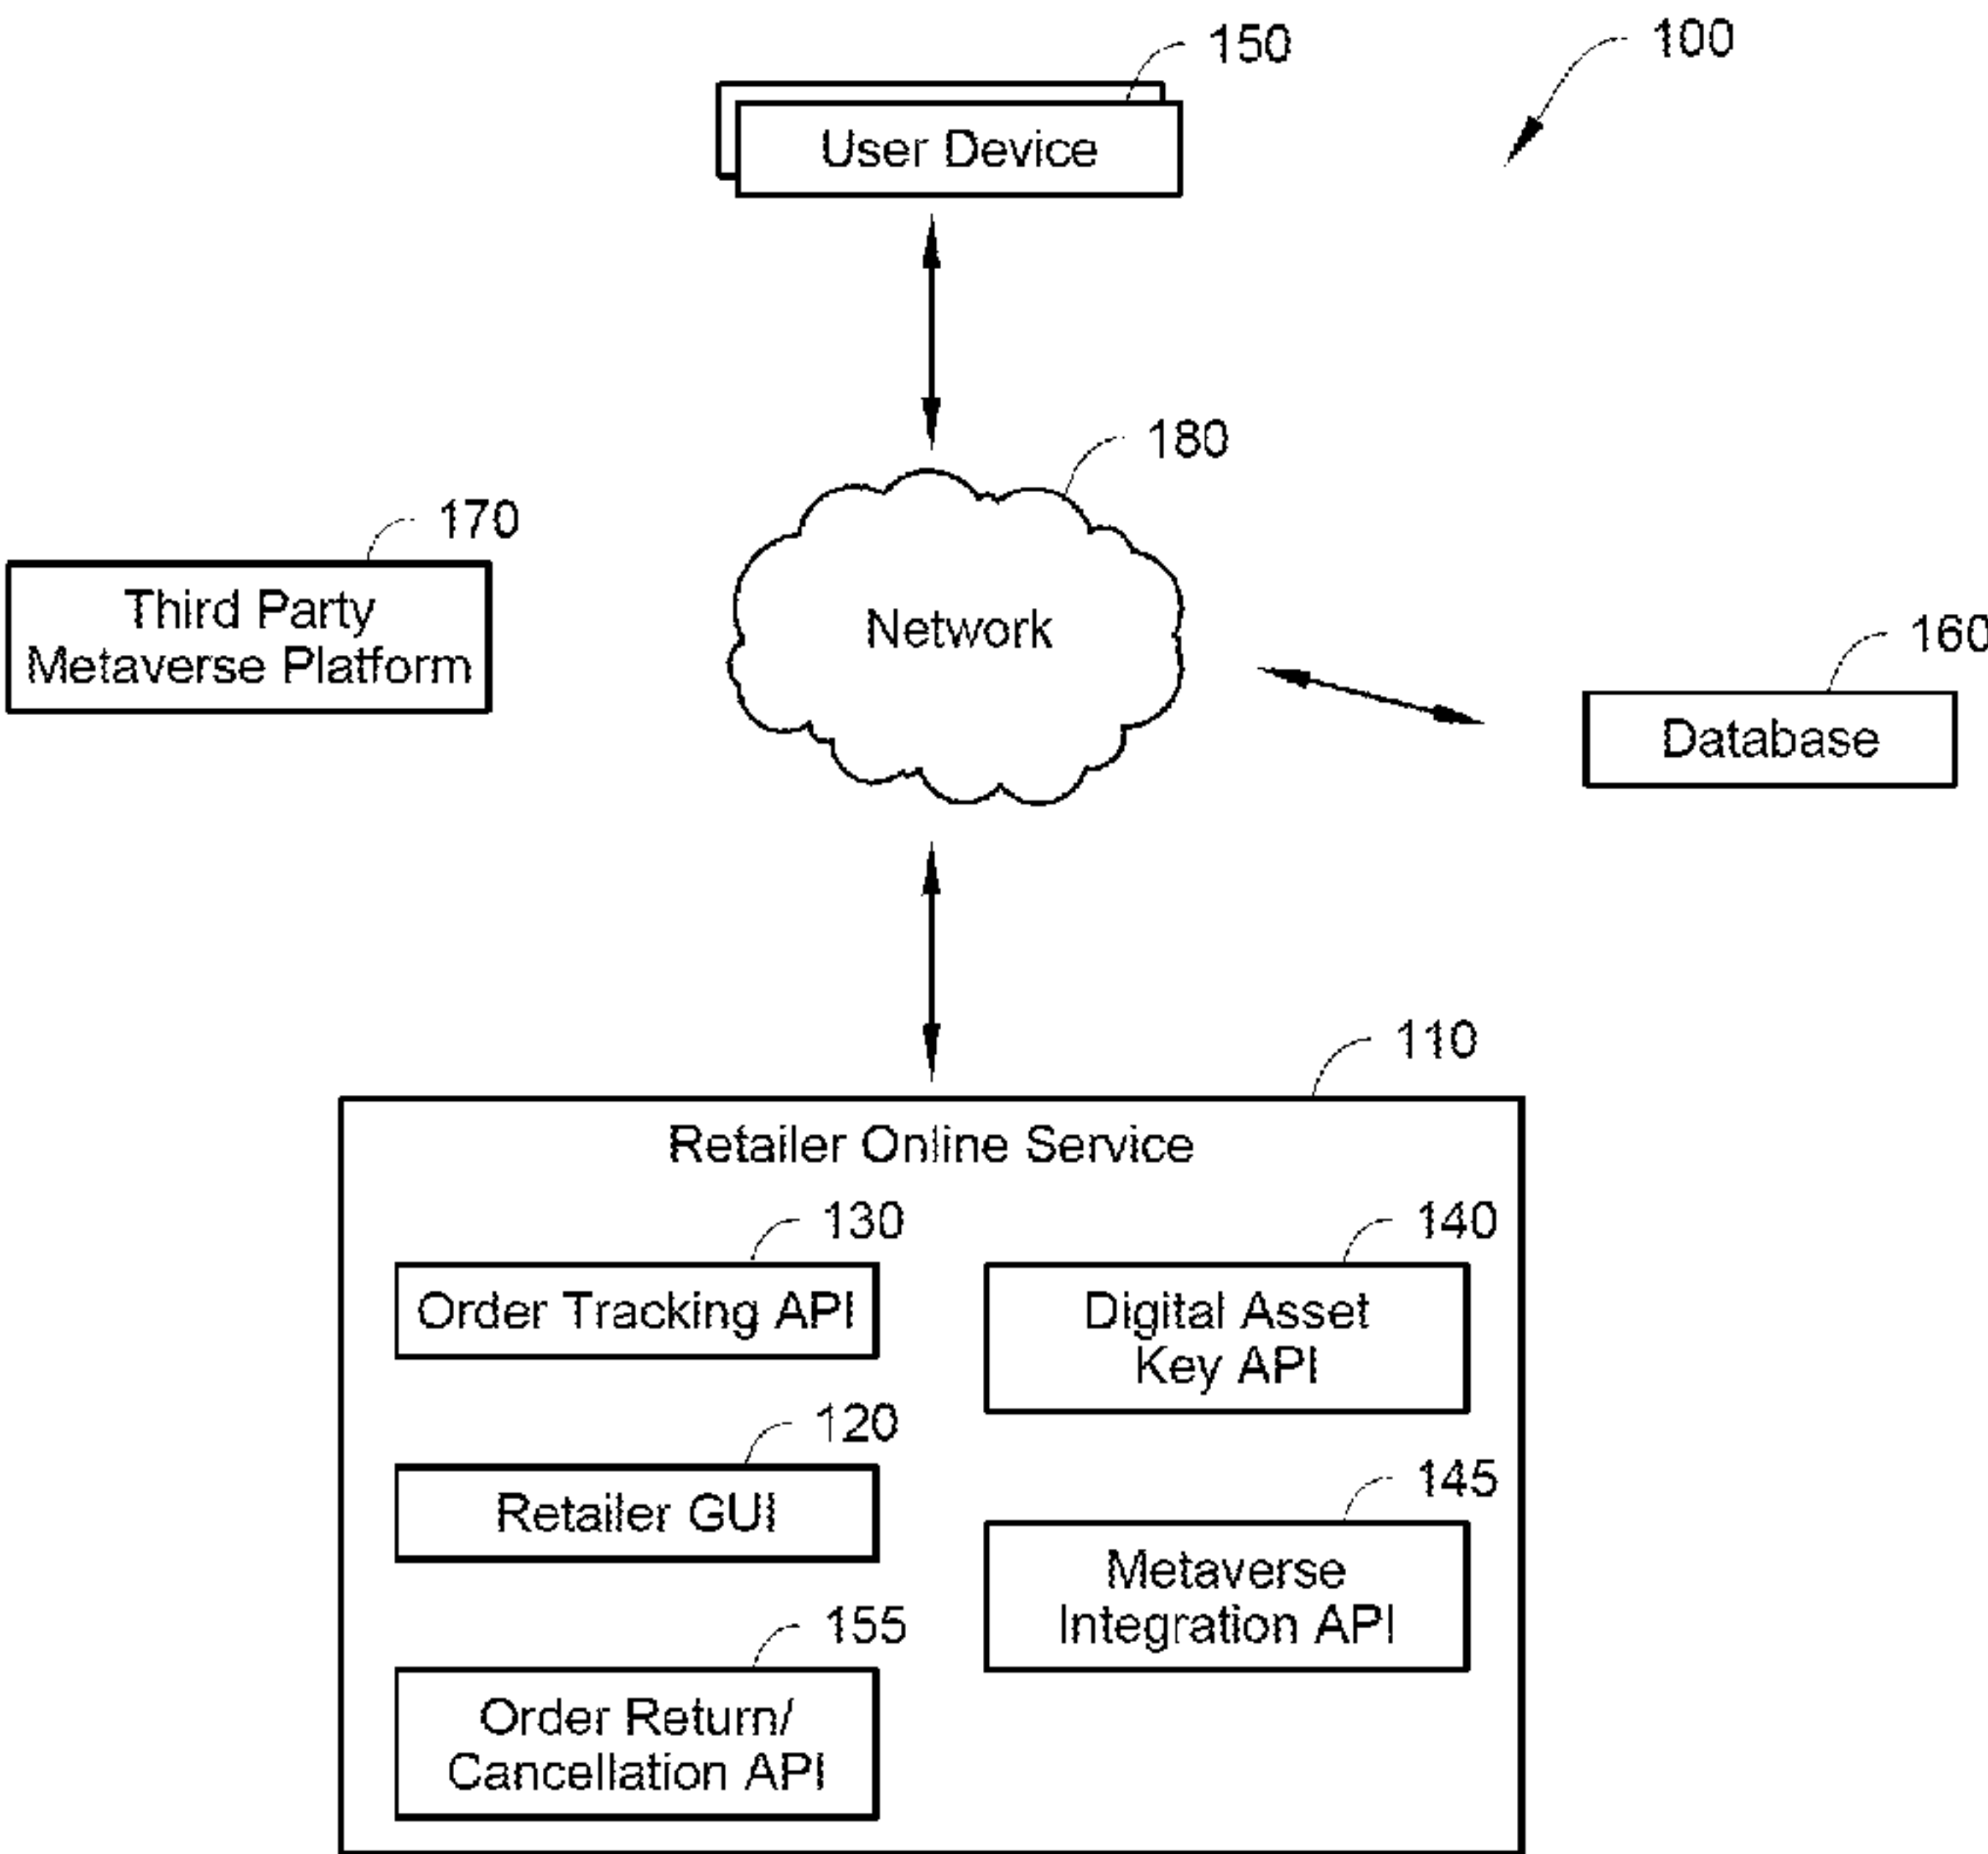 150
100
User Device
180
170
Network
Third Party
Metaverse Platform
160
Database
110
Retailer Online Service
130
Order Tracking API
140
Digital Asset
Key API
120
Retailer GUI
145
Metaverse
Integration API
155
Order Return/
Cancellation API